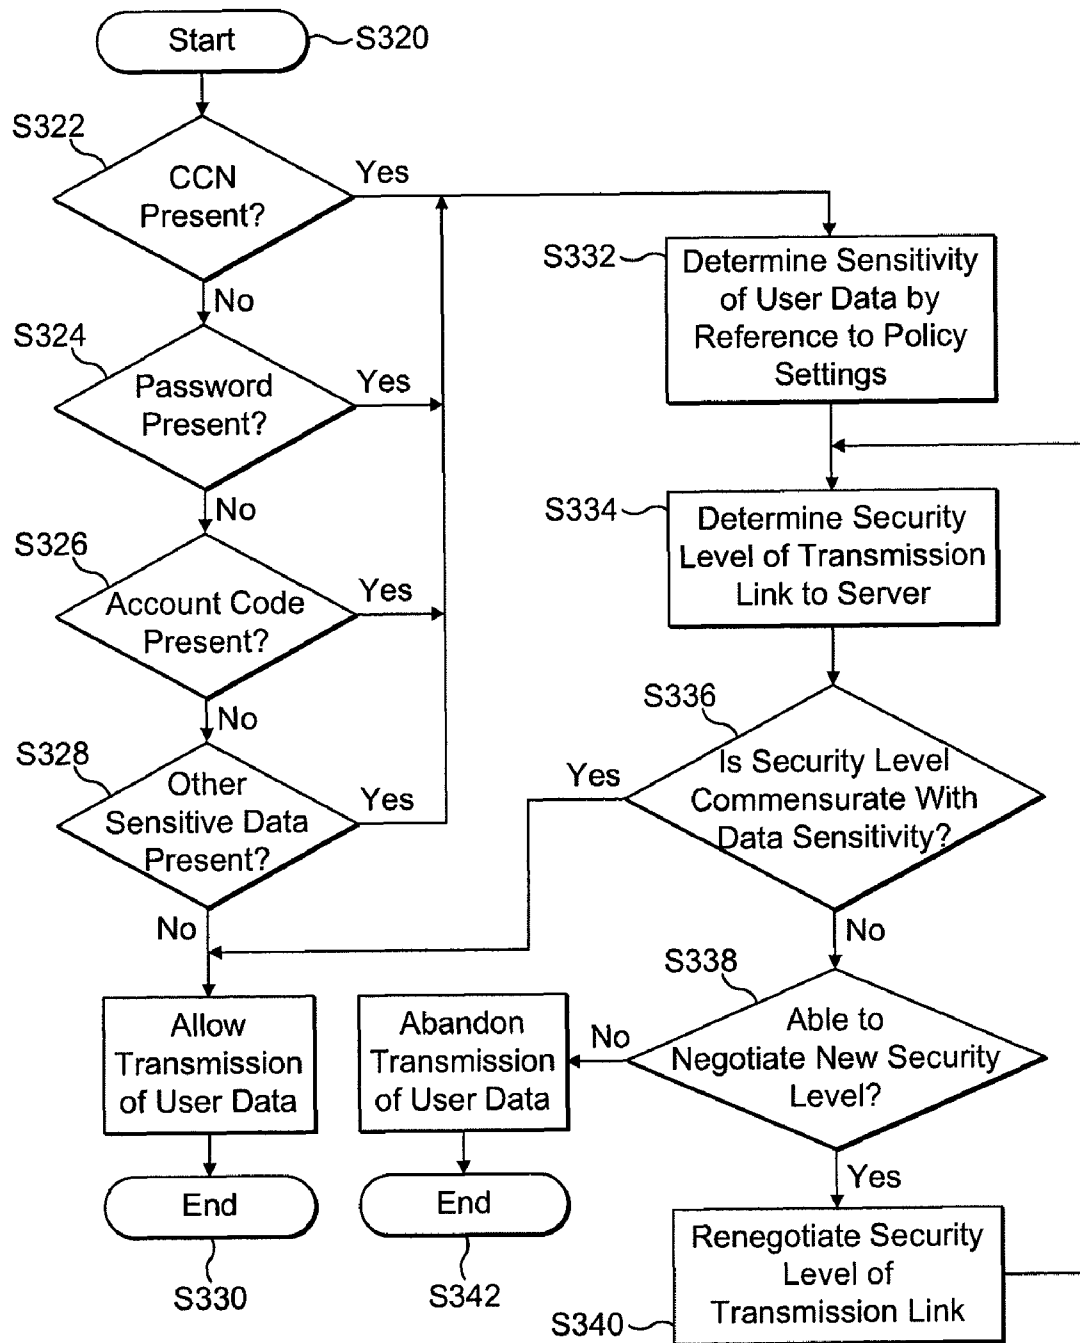 Start
S320
S322
CCN
Present?
Yes
No
S324
Password
Present?
Yes
No
S326
Account Code
Present?
Yes
No
S328
Other
Sensitive Data
Present?
Yes
No
Allow
Transmission
of User Data
End
S330
S332
Determine Sensitivity
of User Data by
Reference to Policy
Settings
S334
Determine Security
Level of Transmission
Link to Server
S336
Is Security Level
Commensurate With
Data Sensitivity?
Yes
No
S338
Able to
Negotiate New Security
Level?
No
Yes
Abandon
Transmission
of User Data
End
S342
Renegotiate Security
Level of
Transmission Link
S340